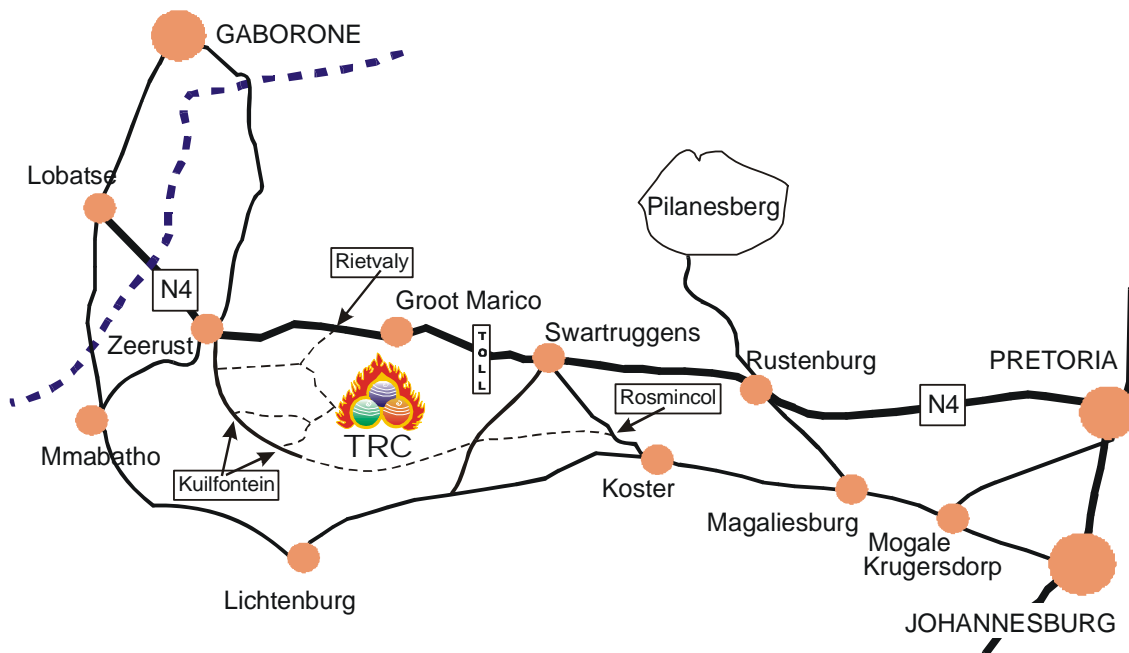 GABORONE
Lobatse
Pilanesberg
Rietvaly
N4
Groot Marico
Zeerust
TOLL
Swartruggens
Rustenburg
PRETORIA
Rosmincol
N4
TRC
Mmabatho
Kuilfontein
Koster
Magaliesburg
Mogale
Krugersdorp
Lichtenburg
JOHANNESBURG